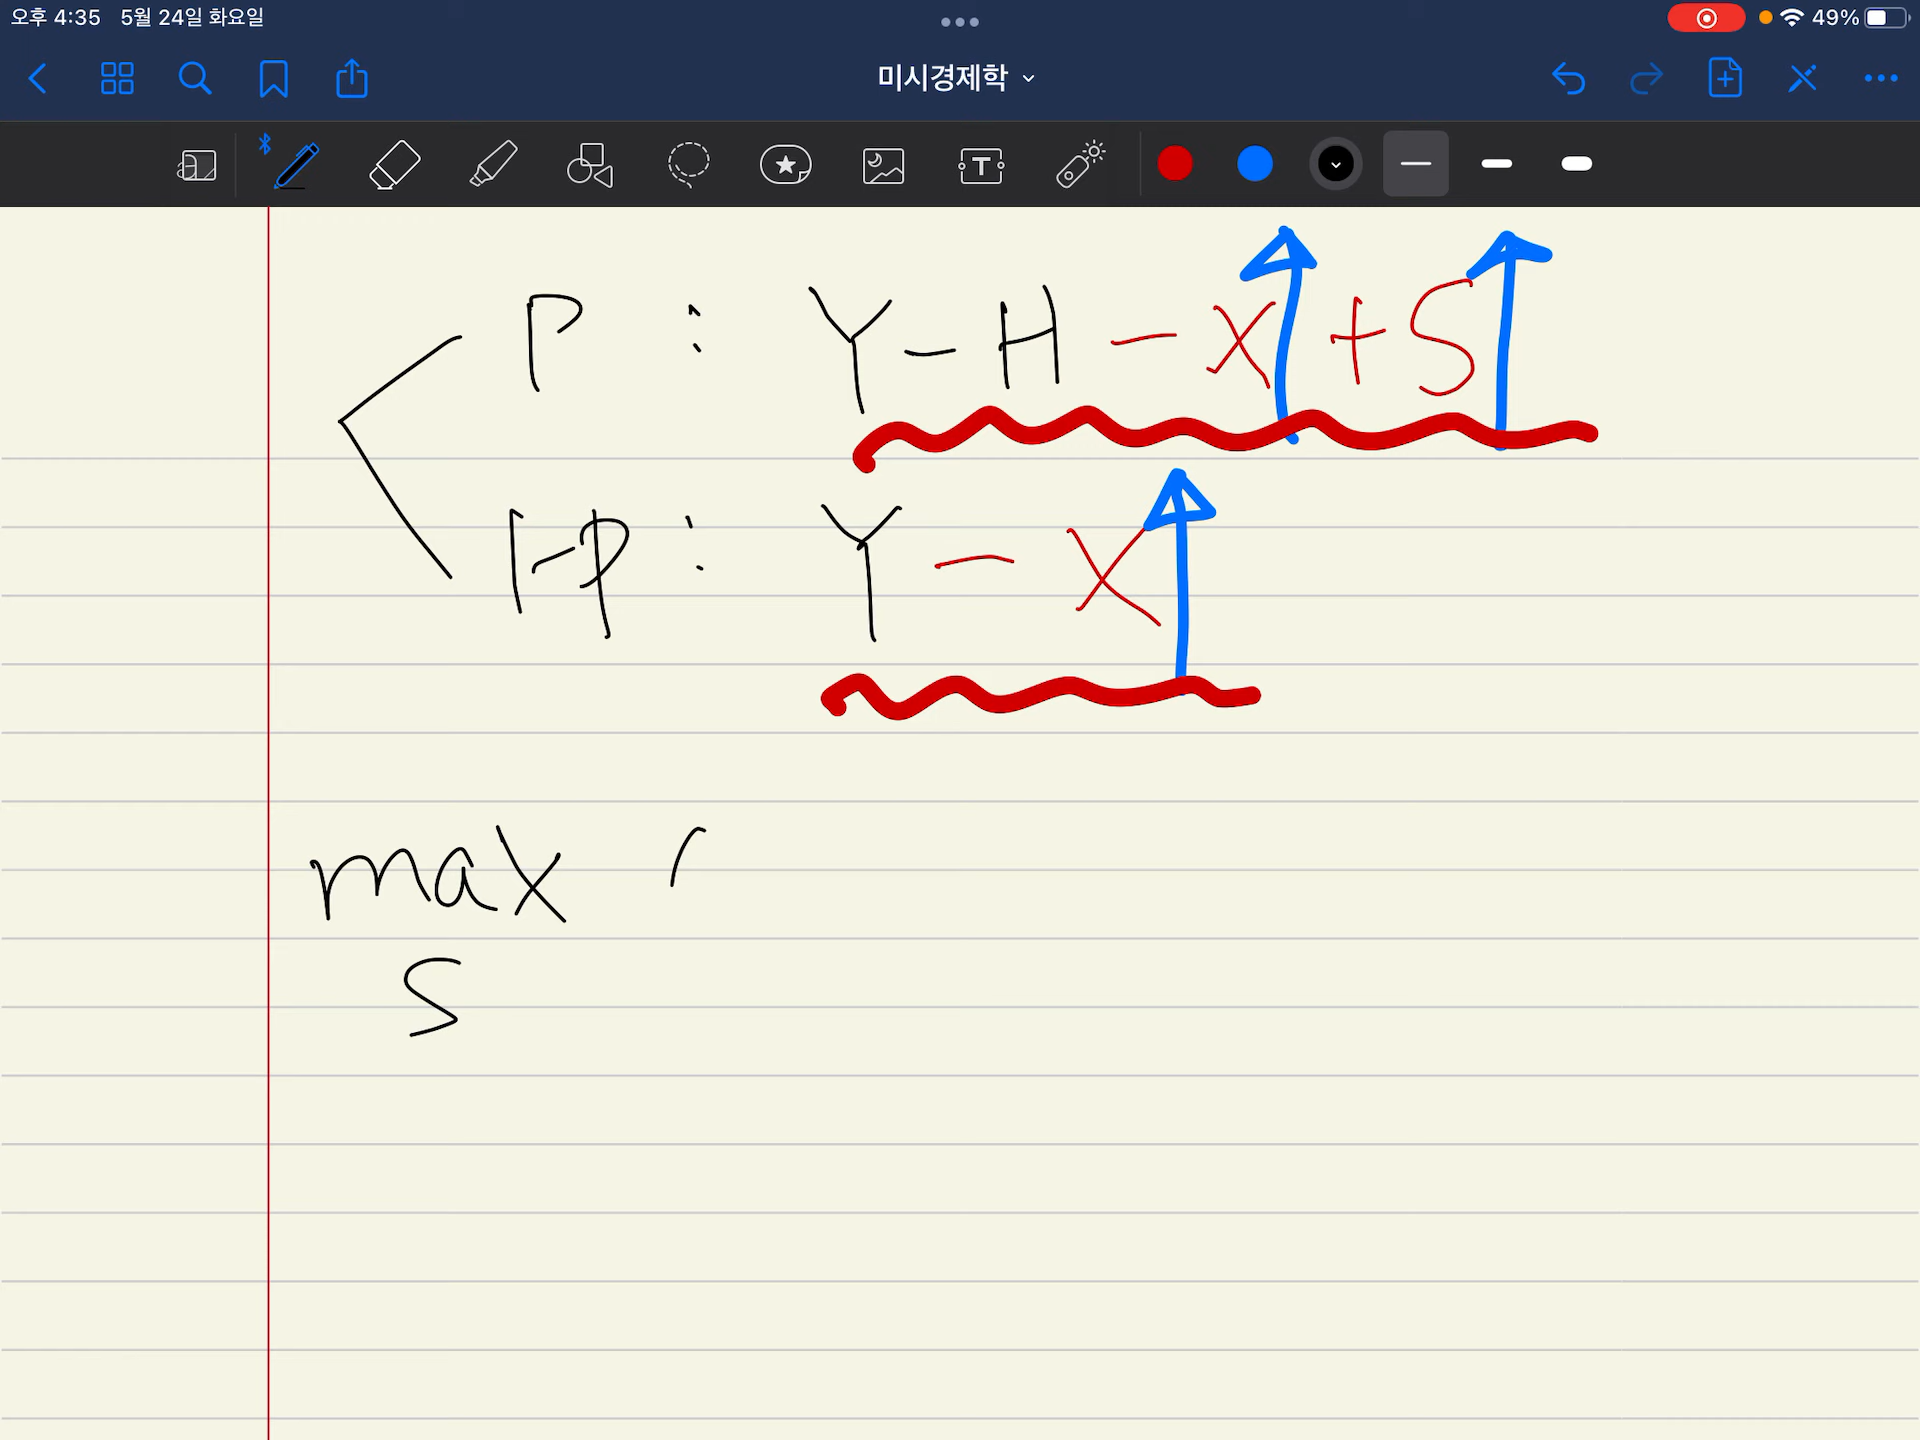 오후 4:35 5월 24일 화요일
49%
미시경제학
P : Y - H - X + S
1-P : Y - X
max (
S